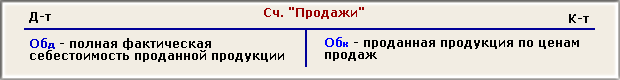 Сч. "Продажи"
Д-т К-т
Обд - полная фактическая
себестоимость проданной продукции
Обк - проданная продукция по ценам
продаж